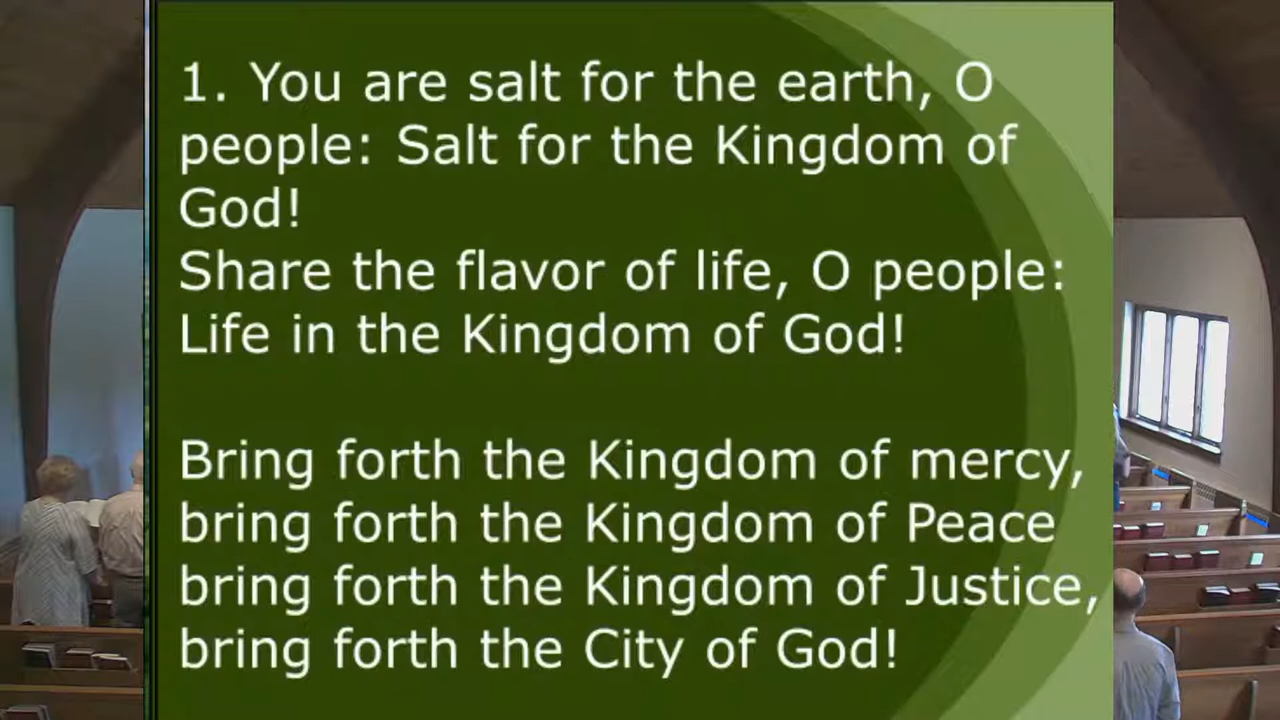 1. You are salt for the earth, O
people: Salt for the Kingdom of
God!
Share the flavor of life, O people:
Life in the Kingdom of God!
Bring forth the Kingdom of mercy,
bring forth the Kingdom of Peace
bring forth the Kingdom of Justice,
bring forth the City of God!